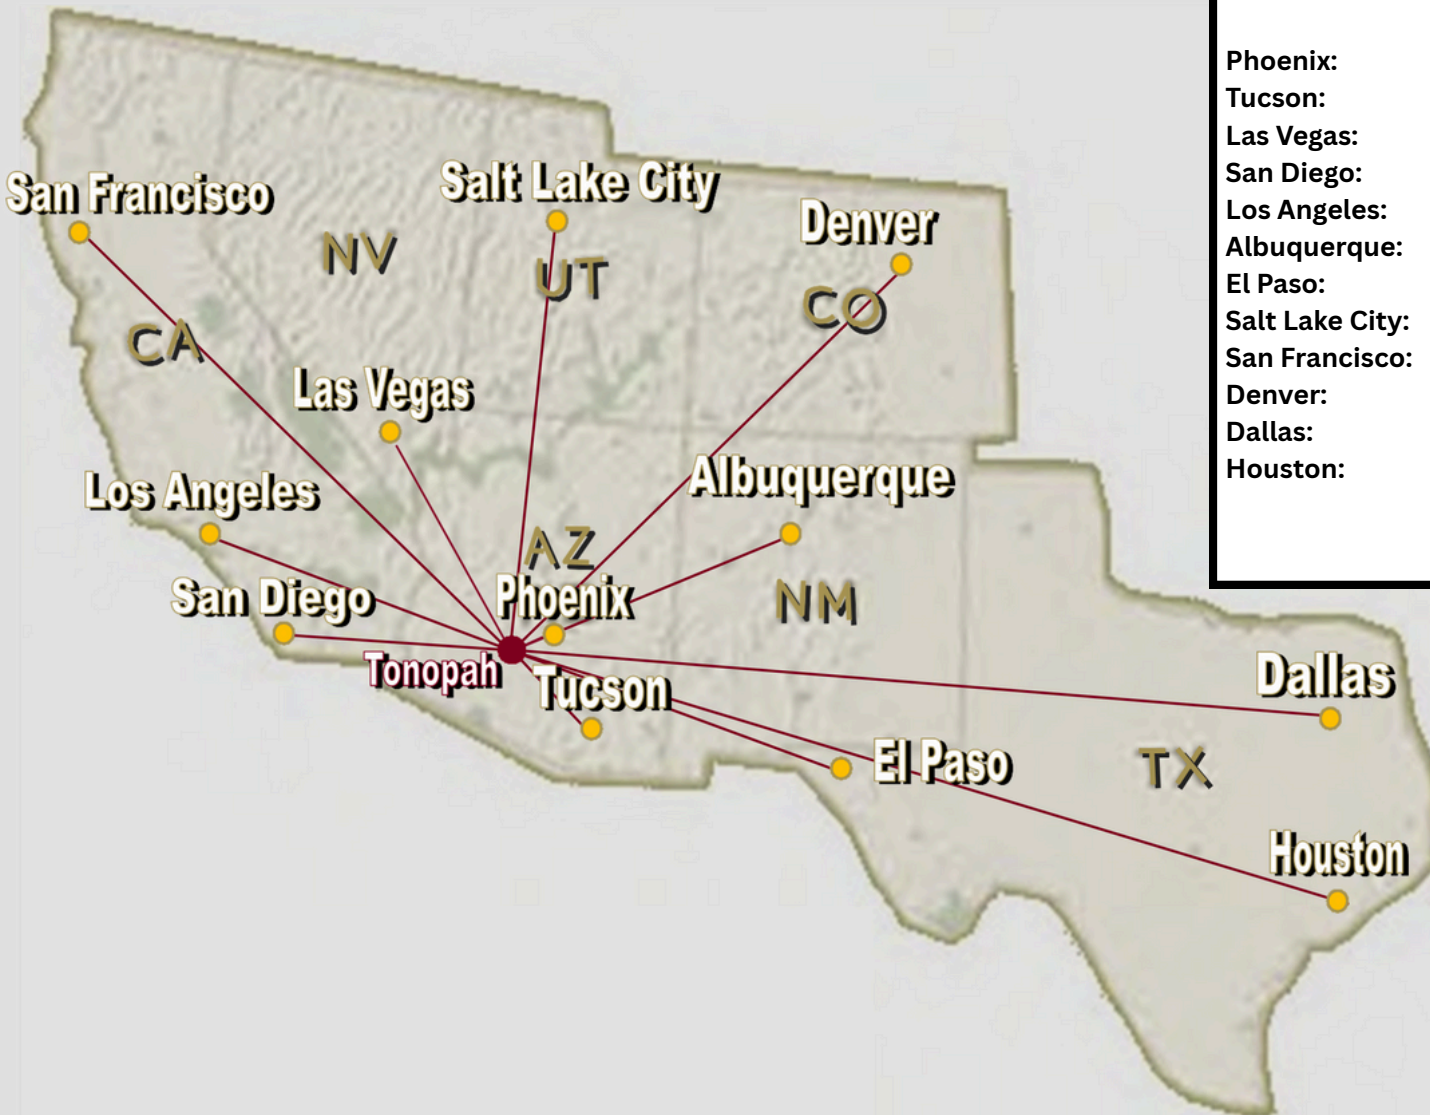 San Francisco
Salt Lake City
Denver
NV
UT
CO
CA
Las Vegas
Los Angeles
Albuquerque
AZ
San Diego
Phoenix
NM
Tonopah
Tucson
Dallas
El Paso
TX
Houston
Phoenix:
Tucson:
Las Vegas:
San Diego:
Los Angeles:
Albuquerque:
El Paso:
Salt Lake City:
San Francisco:
Denver:
Dallas:
Houston: